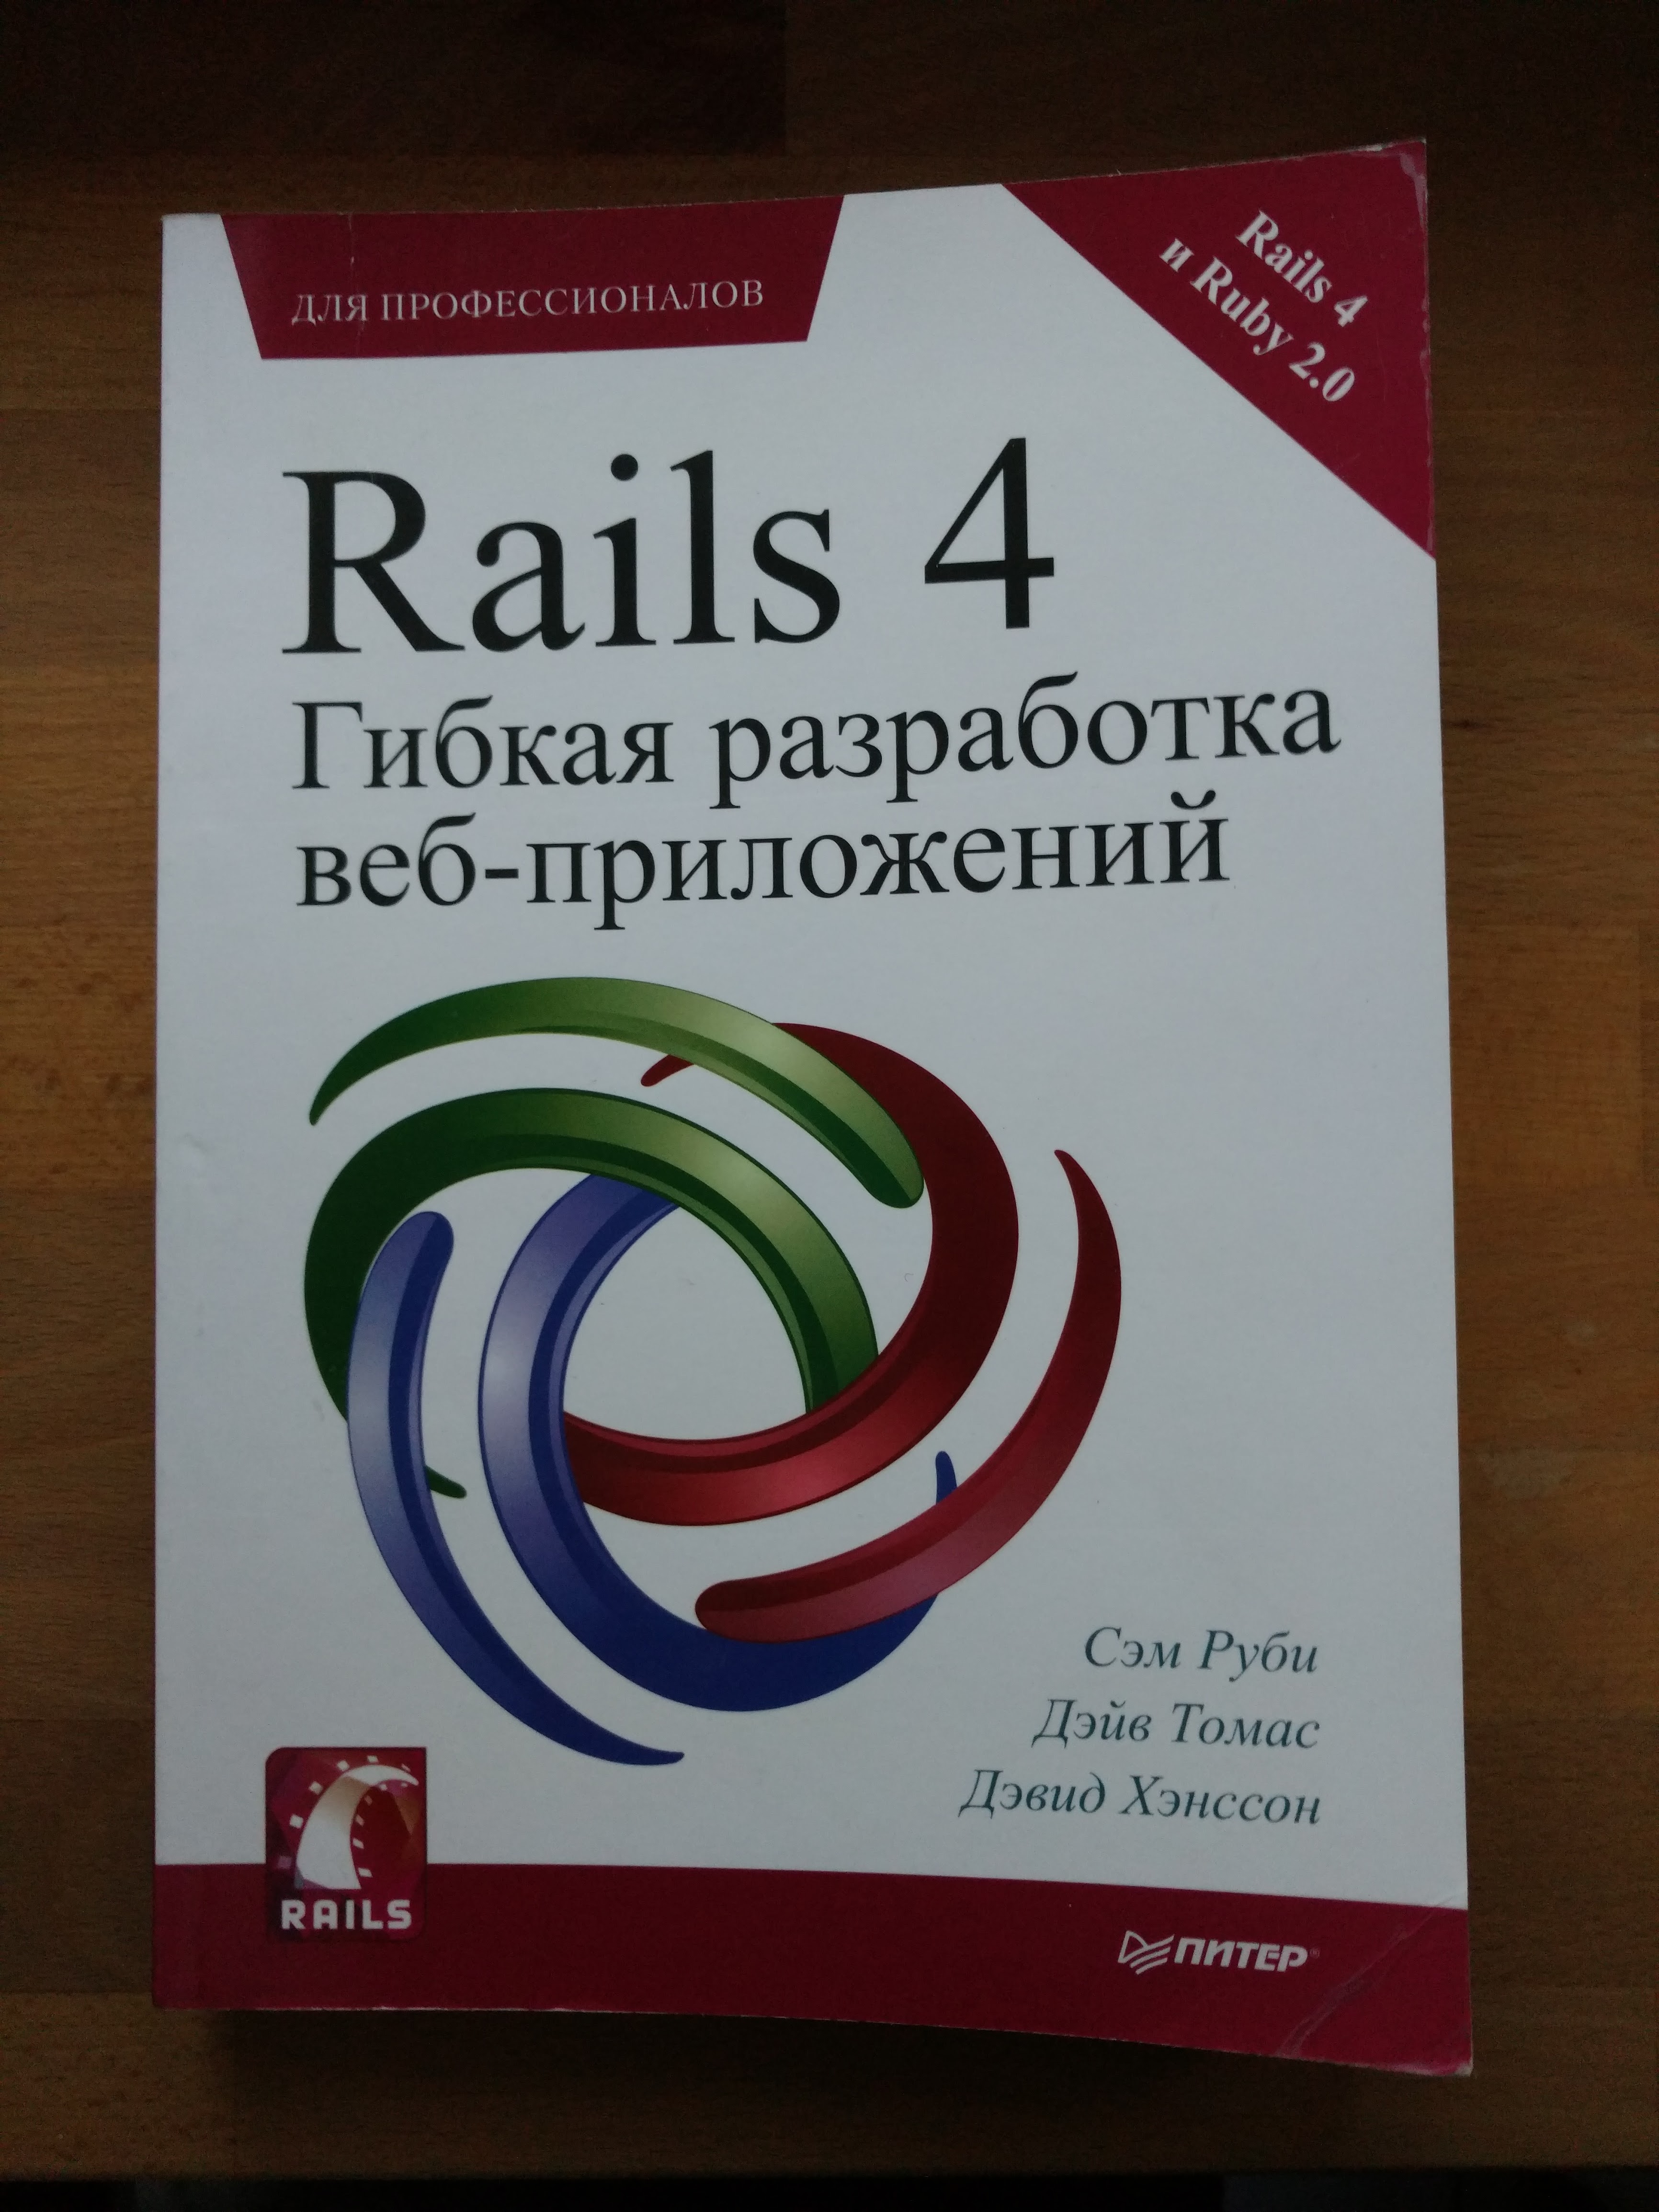 ДЛЯ ПРОФЕССИОНАЛОВ
Rails 4
и Ruby 2.0
Rails 4
Гибкая разработка
веб-приложений
Сэм Руби
Дэйв Томас
Дэвид Хэнссон
RAILS
ПИТЕР®